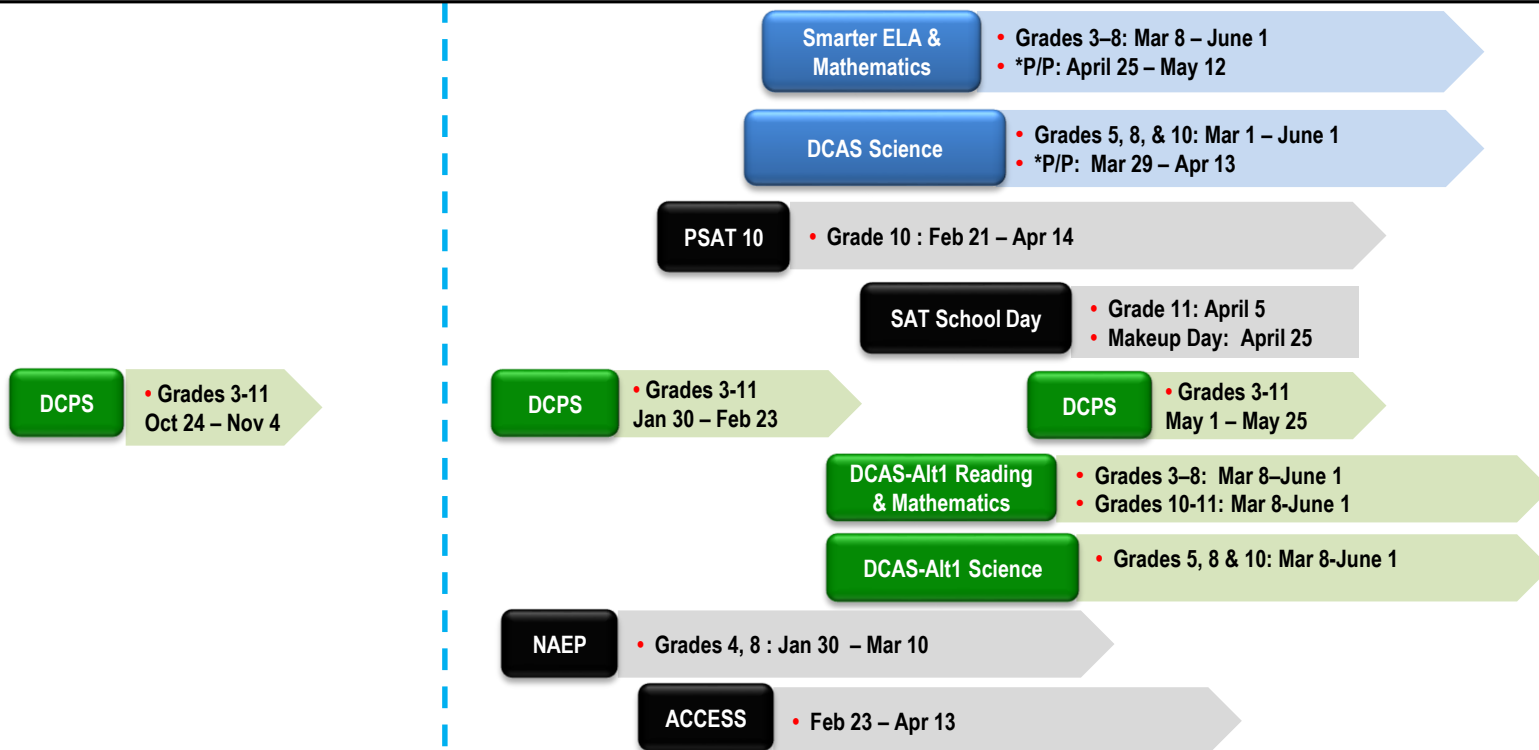 Smarter ELA &
Mathematics
• Grades 3–8: Mar 8 – June 1
• *P/P: April 25 – May 12
DCAS Science
• Grades 5, 8, & 10: Mar 1 – June 1
• *P/P:  Mar 29 – Apr 13
PSAT 10
• Grade 10 : Feb 21 – Apr 14
SAT School Day
• Grade 11: April 5
• Makeup Day:  April 25
DCPS
• Grades 3-11
Oct 24 – Nov 4
DCPS
• Grades 3-11
Jan 30 – Feb 23
DCPS
• Grades 3-11
May 1 – May 25
DCAS-Alt1 Reading
& Mathematics
• Grades 3–8:  Mar 8–June 1
• Grades 10-11: Mar 8-June 1
DCAS-Alt1 Science
• Grades 5, 8 & 10: Mar 8-June 1
NAEP
• Grades 4, 8 : Jan 30  – Mar 10
ACCESS
• Feb 23 – Apr 13